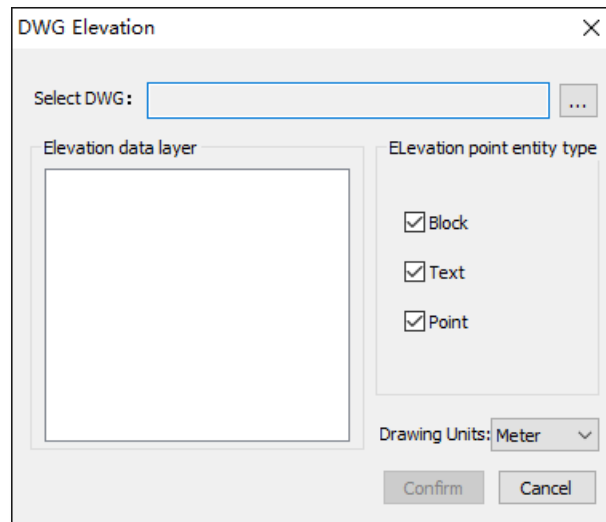 DWG Elevation
Select DWG：
...
Elevation data layer
ELevation point entity type
Block
Text
Point
Drawing Units: Meter
Confirm Cancel